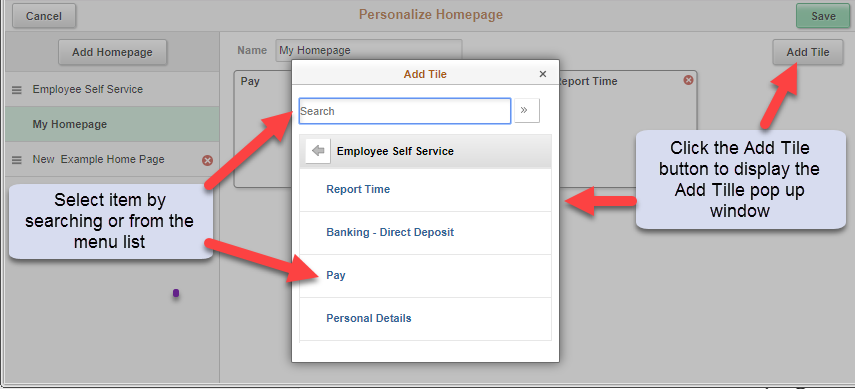 Cancel
Personalize Homepage
Save
Add Homepage
Name
My Homepage
Add Tile
Employee Self Service
My Homepage
New Example Home Page
Pay
Report Time
Add Tile
×
Search
»
Employee Self Service
Report Time
Banking - Direct Deposit
Pay
Personal Details
Select item by
searching or from the
menu list
Click the Add Tile
button to display the
Add Tille pop up
window